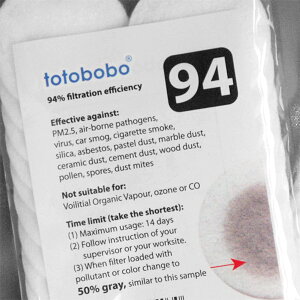 totobobo®
94
94% filtration efficiency
Effective against:
PM2.5, air-borne pathogens,
virus, car smog, cigarette smoke,
silica, asbestos, pastel dust, marble dust,
ceramic dust, cement dust, wood dust,
pollen, spores, dust mites
Not suitable for:
Voilitial Organic Vapour, ozone or CO
Time limit (take the shortest):
(1) Maximum usage: 14 days
(2) Follow instruction of your
supervisor or your worksite.
(3) When filter loaded with
pollutant or color change to
50% gray, similar to this sample